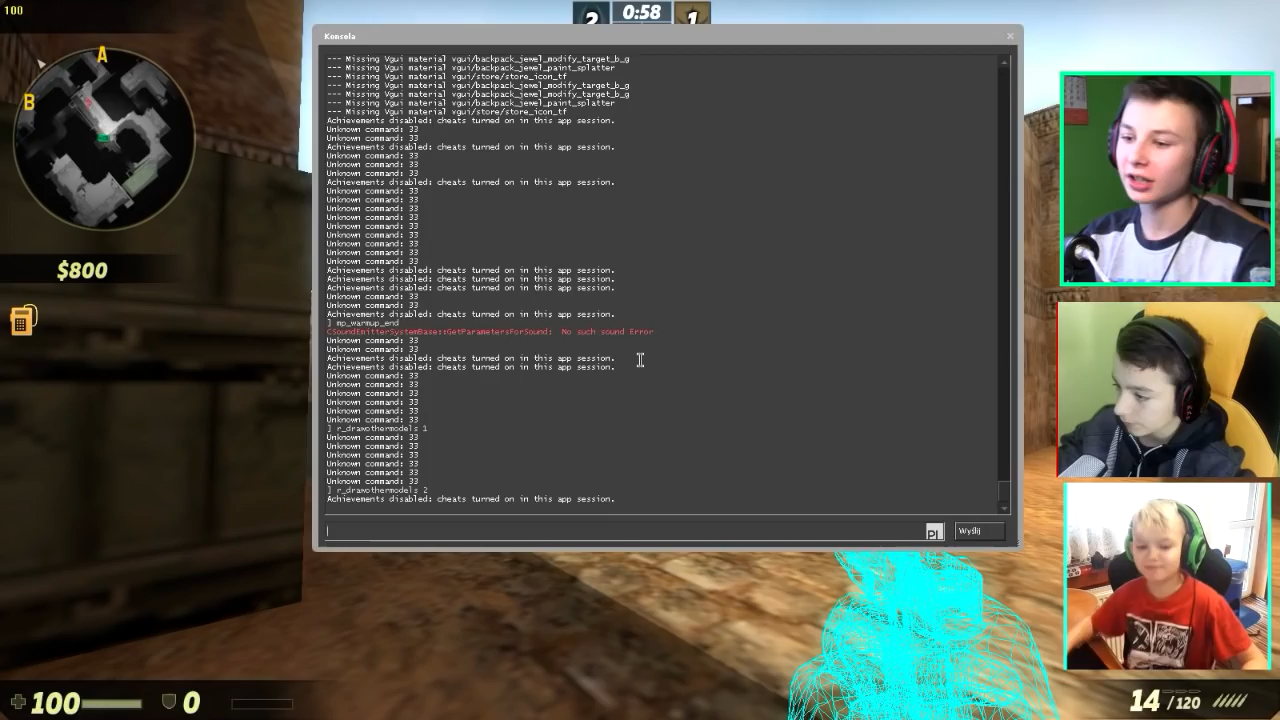 100
2 0:58 1
Konsola
--- Missing Vgui material vgui/backpack_jewel_modify_target_b_g
--- Missing Vgui material vgui/backpack_jewel_paint_splatter
--- Missing Vgui material vgui/store/store_icon_tf
--- Missing Vgui material vgui/backpack_jewel_modify_target_b_g
--- Missing Vgui material vgui/backpack_jewel_modify_target_b_g
--- Missing Vgui material vgui/backpack_jewel_paint_splatter
--- Missing Vgui material vgui/store/store_icon_tf
Achievements disabled: cheats turned on in this app session.
Unknown command: 33
Unknown command: 33
Achievements disabled: cheats turned on in this app session.
Unknown command: 33
Unknown command: 33
Unknown command: 33
Achievements disabled: cheats turned on in this app session.
Unknown command: 33
Unknown command: 33
Unknown command: 33
Unknown command: 33
Unknown command: 33
Unknown command: 33
Unknown command: 33
Unknown command: 33
Unknown command: 33
Achievements disabled: cheats turned on in this app session.
Achievements disabled: cheats turned on in this app session.
Achievements disabled: cheats turned on in this app session.
Unknown command: 33
Unknown command: 33
Achievements disabled: cheats turned on in this app session.
] mp_warmup_end
CSoundEmitterSystemBase::GetParametersForSound: No such sound Error
Unknown command: 33
Unknown command: 33
Achievements disabled: cheats turned on in this app session.
Achievements disabled: cheats turned on in this app session.
Unknown command: 33
Unknown command: 33
Unknown command: 33
Unknown command: 33
Unknown command: 33
Unknown command: 33
] r_drawothermodels 1
Unknown command: 33
Unknown command: 33
Unknown command: 33
Unknown command: 33
Unknown command: 33
Unknown command: 33
] r_drawothermodels 2
Achievements disabled: cheats turned on in this app session.
PL Wyślij
A
B
$800
100 0
14 / 120